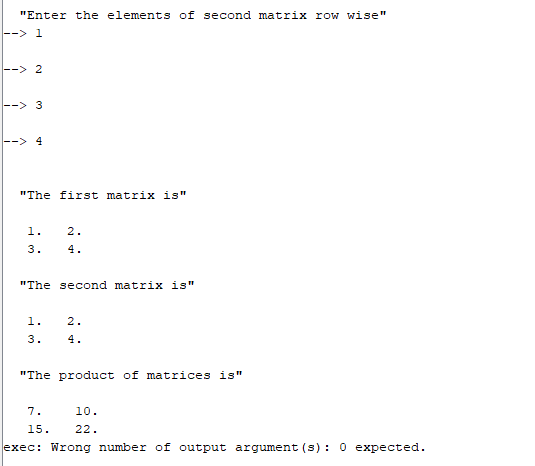 "Enter the elements of second matrix row wise"
--> 1
--> 2
--> 3
--> 4
"The first matrix is"
1. 2.
3. 4.
"The second matrix is"
1. 2.
3. 4.
"The product of matrices is"
7. 10.
15. 22.
exec: Wrong number of output argument(s): 0 expected.